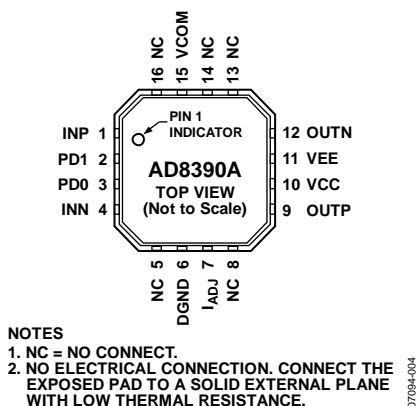 16 NC
15 VCOM
14 NC
13 NC
PIN 1
INDICATOR
INP 1
PD1 2
PD0 3
INN 4
AD8390A
TOP VIEW
(Not to Scale)
12 OUTN
11 VEE
10 VCC
9 OUTP
NC 5
DGND 6
IADJ 7
NC 8
NOTES
1. NC = NO CONNECT.
2. NO ELECTRICAL CONNECTION. CONNECT THE
EXPOSED PAD TO A SOLID EXTERNAL PLANE
WITH LOW THERMAL RESISTANCE.
07094-004